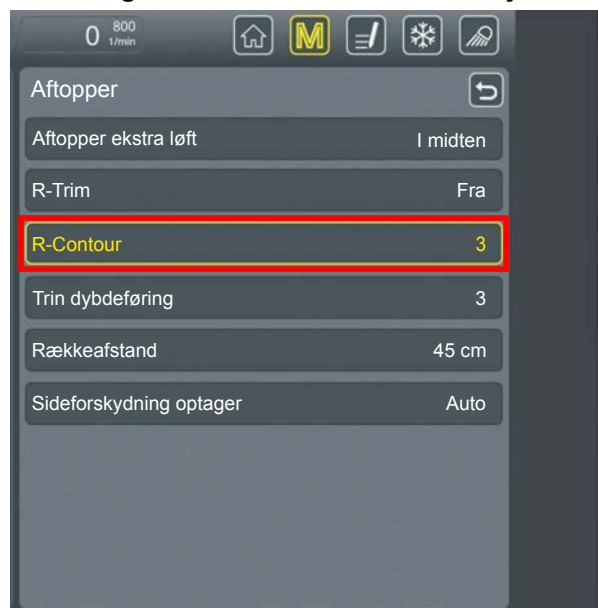 0 800
1/min
M
Aftopper
Aftopper ekstra løft I midten
R-Trim Fra
R-Contour 3
Trin dybdeføring 3
Rækkeafstand 45 cm
Sideforskydning optager Auto